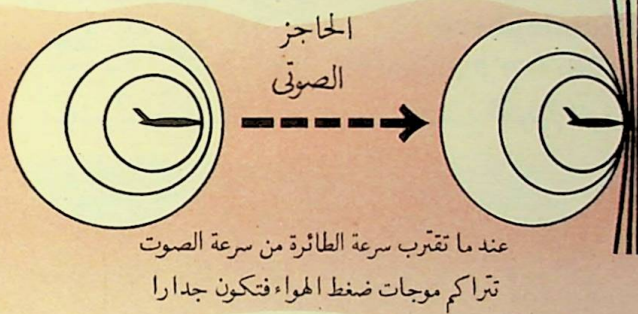 الحاجز
الصوتى
عند ما تقترب سرعة الطائرة من سرعة الصوت
تتراكم موجات ضغط الهواء فتكون جدارا